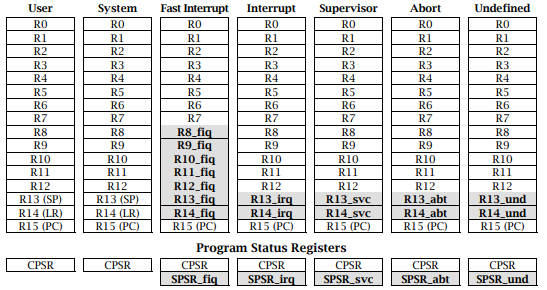 User System Fast Interrupt Interrupt Supervisor Abort Undefined
R0 R0 R0 R0 R0 R0 R0
R1 R1 R1 R1 R1 R1 R1
R2 R2 R2 R2 R2 R2 R2
R3 R3 R3 R3 R3 R3 R3
R4 R4 R4 R4 R4 R4 R4
R5 R5 R5 R5 R5 R5 R5
R6 R6 R6 R6 R6 R6 R6
R7 R7 R7 R7 R7 R7 R7
R8 R8 R8_fiq R8 R8 R8 R8
R9 R9 R9_fiq R9 R9 R9 R9
R10 R10 R10_fiq R10 R10 R10 R10
R11 R11 R11_fiq R11 R11 R11 R11
R12 R12 R12_fiq R12 R12 R12 R12
R13 (SP) R13 (SP) R13_fiq R13_irq R13_svc R13_abt R13_und
R14 (LR) R14 (LR) R14_fiq R14_irq R14_svc R14_abt R14_und
R15 (PC) R15 (PC) R15 (PC) R15 (PC) R15 (PC) R15 (PC) R15 (PC)
Program Status Registers
CPSR CPSR CPSR CPSR CPSR CPSR CPSR
SPSR_fiq SPSR_irq SPSR_svc SPSR_abt SPSR_und